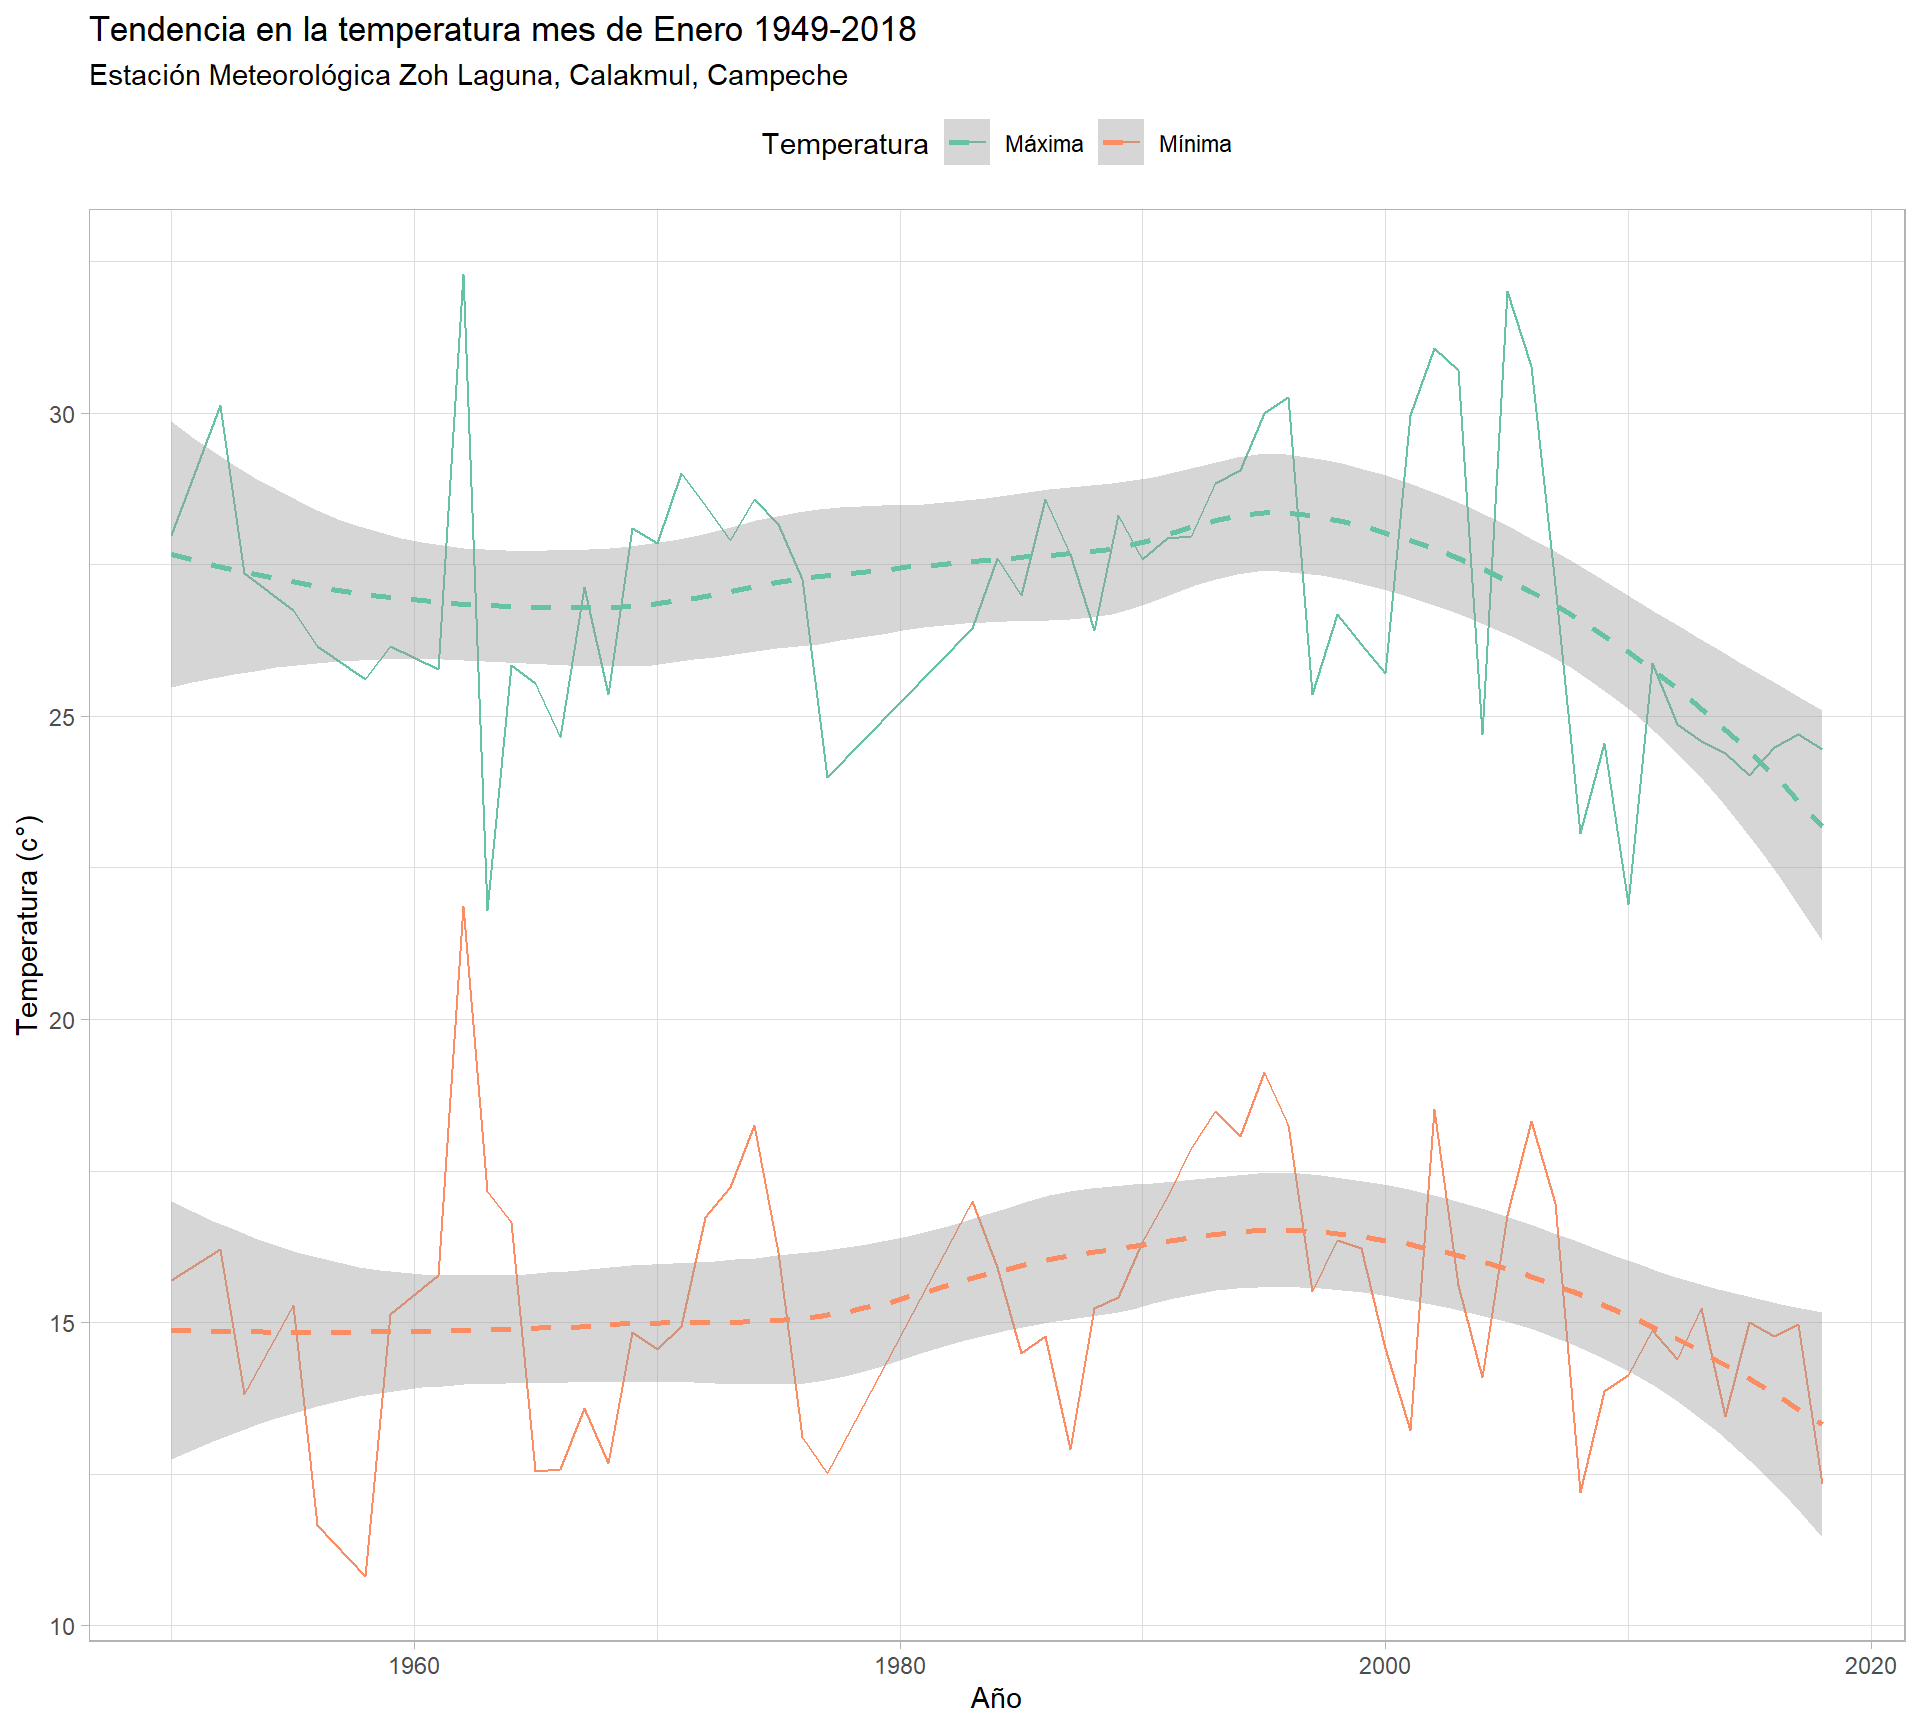 Tendencia en la temperatura mes de Enero 1949-2018
Estación Meteorológica Zoh Laguna, Calakmul, Campeche
Temperatura Máxima Mínima
30
25
20
15
10
Temperatura (c°)
1960 1980 2000 2020
Año